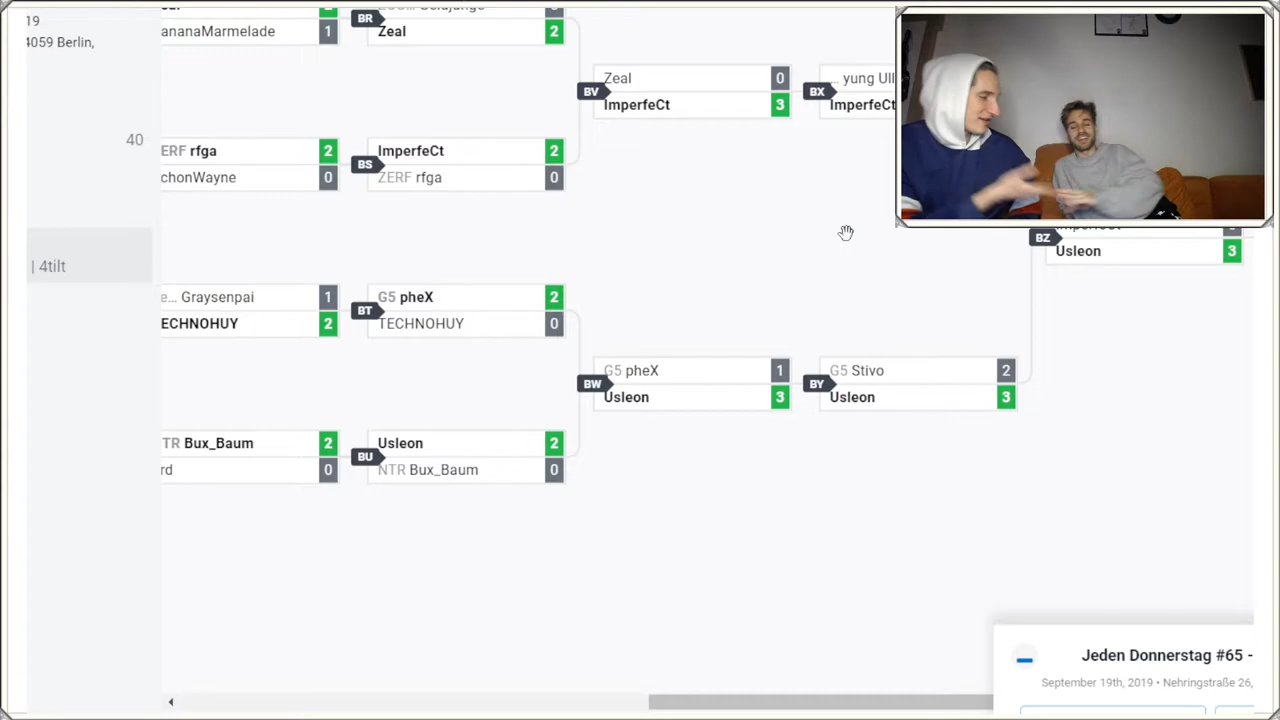 19
4059 Berlin,
40
| 4tilt
ananaMarmelade 1
BR
Zeal 2
ERF rfga 2
chonWayne 0
BS
ImperfeCt 2
ZERF rfga 0
e... Graysenpai 1
ECHNOHUY 2
BT
G5 pheX 2
TECHNOHUY 0
TR Bux_Baum 2
rd 0
BU
Usleon 2
NTR Bux_Baum 0
BV
Zeal 0
ImperfeCt 3
BX
... yung Ull
ImperfeCt
BW
G5 pheX 1
Usleon 3
BY
G5 Stivo 2
Usleon 3
BZ
Usleon 3
Jeden Donnerstag #65 -
September 19th, 2019 • Nehringstraße 26,